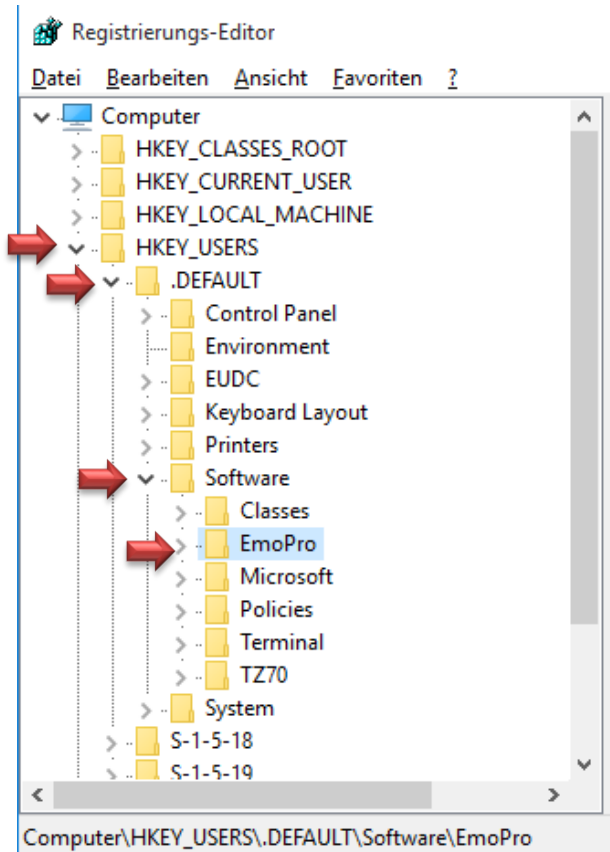 Registrierungs-Editor
Datei Bearbeiten Ansicht Favoriten ?
Computer
HKEY_CLASSES_ROOT
HKEY_CURRENT_USER
HKEY_LOCAL_MACHINE
HKEY_USERS
.DEFAULT
Control Panel
Environment
EUDC
Keyboard Layout
Printers
Software
Classes
EmoPro
Microsoft
Policies
Terminal
TZ70
System
S-1-5-18
S-1-5-19
Computer\HKEY_USERS\.DEFAULT\Software\EmoPro